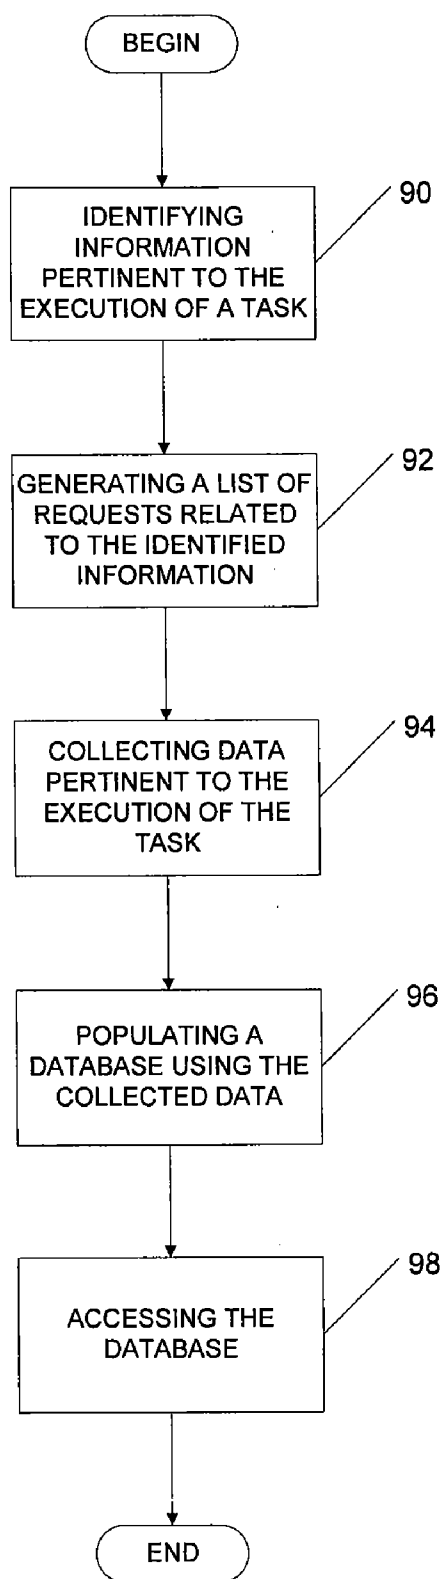 BEGIN
IDENTIFYING
INFORMATION
PERTINENT TO THE
EXECUTION OF A TASK
90
GENERATING A LIST OF
REQUESTS RELATED
TO THE IDENTIFIED
INFORMATION
92
COLLECTING DATA
PERTINENT TO THE
EXECUTION OF THE
TASK
94
POPULATING A
DATABASE USING THE
COLLECTED DATA
96
ACCESSING THE
DATABASE
98
END